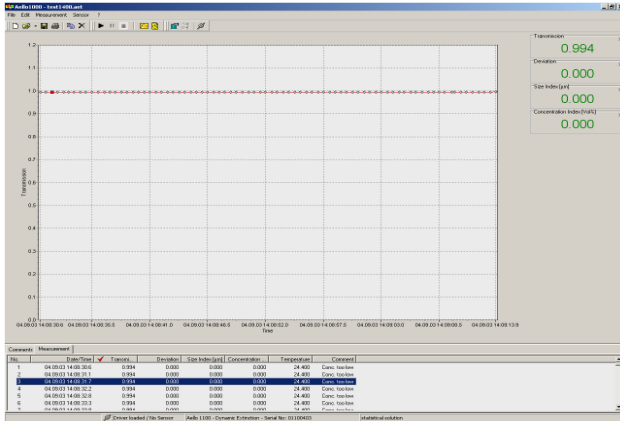 Aello1000 - test1400.aet
File Edit Measurement Sensor ?
Transmission
0.994
Deviation
0.000
Size Index [µm]
0.000
Concentration Index [Vol%]
0.000
1.2
1.1
1.0
0.9
0.8
0.7
0.6
0.5
0.4
0.3
0.2
0.1
0.0
Transmission
04.09.03 14:08:30.6 04.09.03 14:08:41.0 04.09.03 14:08:46.5 04.09.03 14:08:52.0 04.09.03 14:08:57.0 04.09.03 14:09:03.0 04.09.03 14:09:08.5 04.09.03 14:09:13.8
Time
Comments Measurement
No. Date/Time Transmi... Deviation Size Index [µm] Concentration ... Temperature Comment
1 04.09.03 14:08:30.6 0.994 0.000 0.000 0.000 24.400 Conc. too low
2 04.09.03 14:08:31.1 0.994 0.000 0.000 0.000 24.400 Conc. too low
3 04.09.03 14:08:31.7 0.994 0.000 0.000 0.000 24.400 Conc. too low
4 04.09.03 14:08:32.2 0.994 0.000 0.000 0.000 24.400 Conc. too low
5 04.09.03 14:08:32.8 0.994 0.000 0.000 0.000 24.400 Conc. too low
6 04.09.03 14:08:33.3 0.994 0.000 0.000 0.000 24.400 Conc. too low
Driver loaded / No Sensor Aello 1100 - Dynamic Extinction - Serial No: 01100403 statistical solution